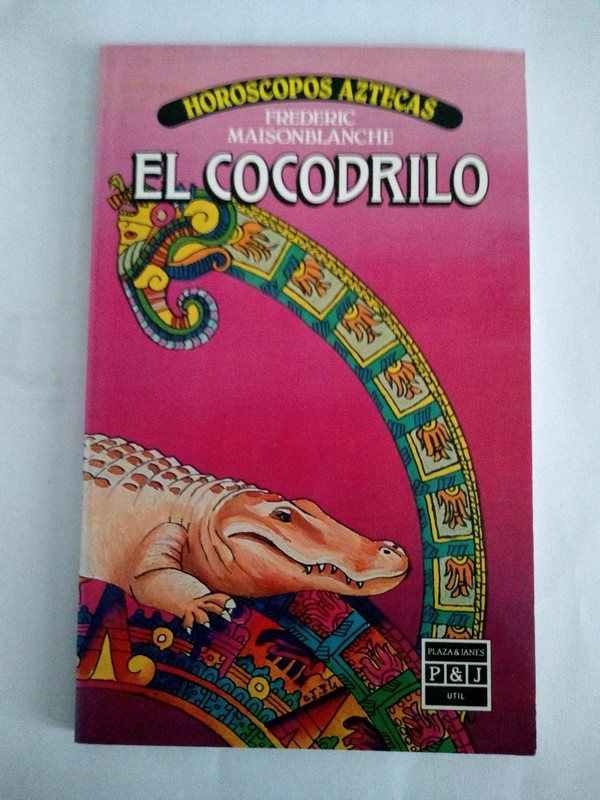 HOROSCOPOS AZTECAS
FREDERIC
MAISONBLANCHE
EL COCODRILO
PLAZA & JANES
P & J
UTIL